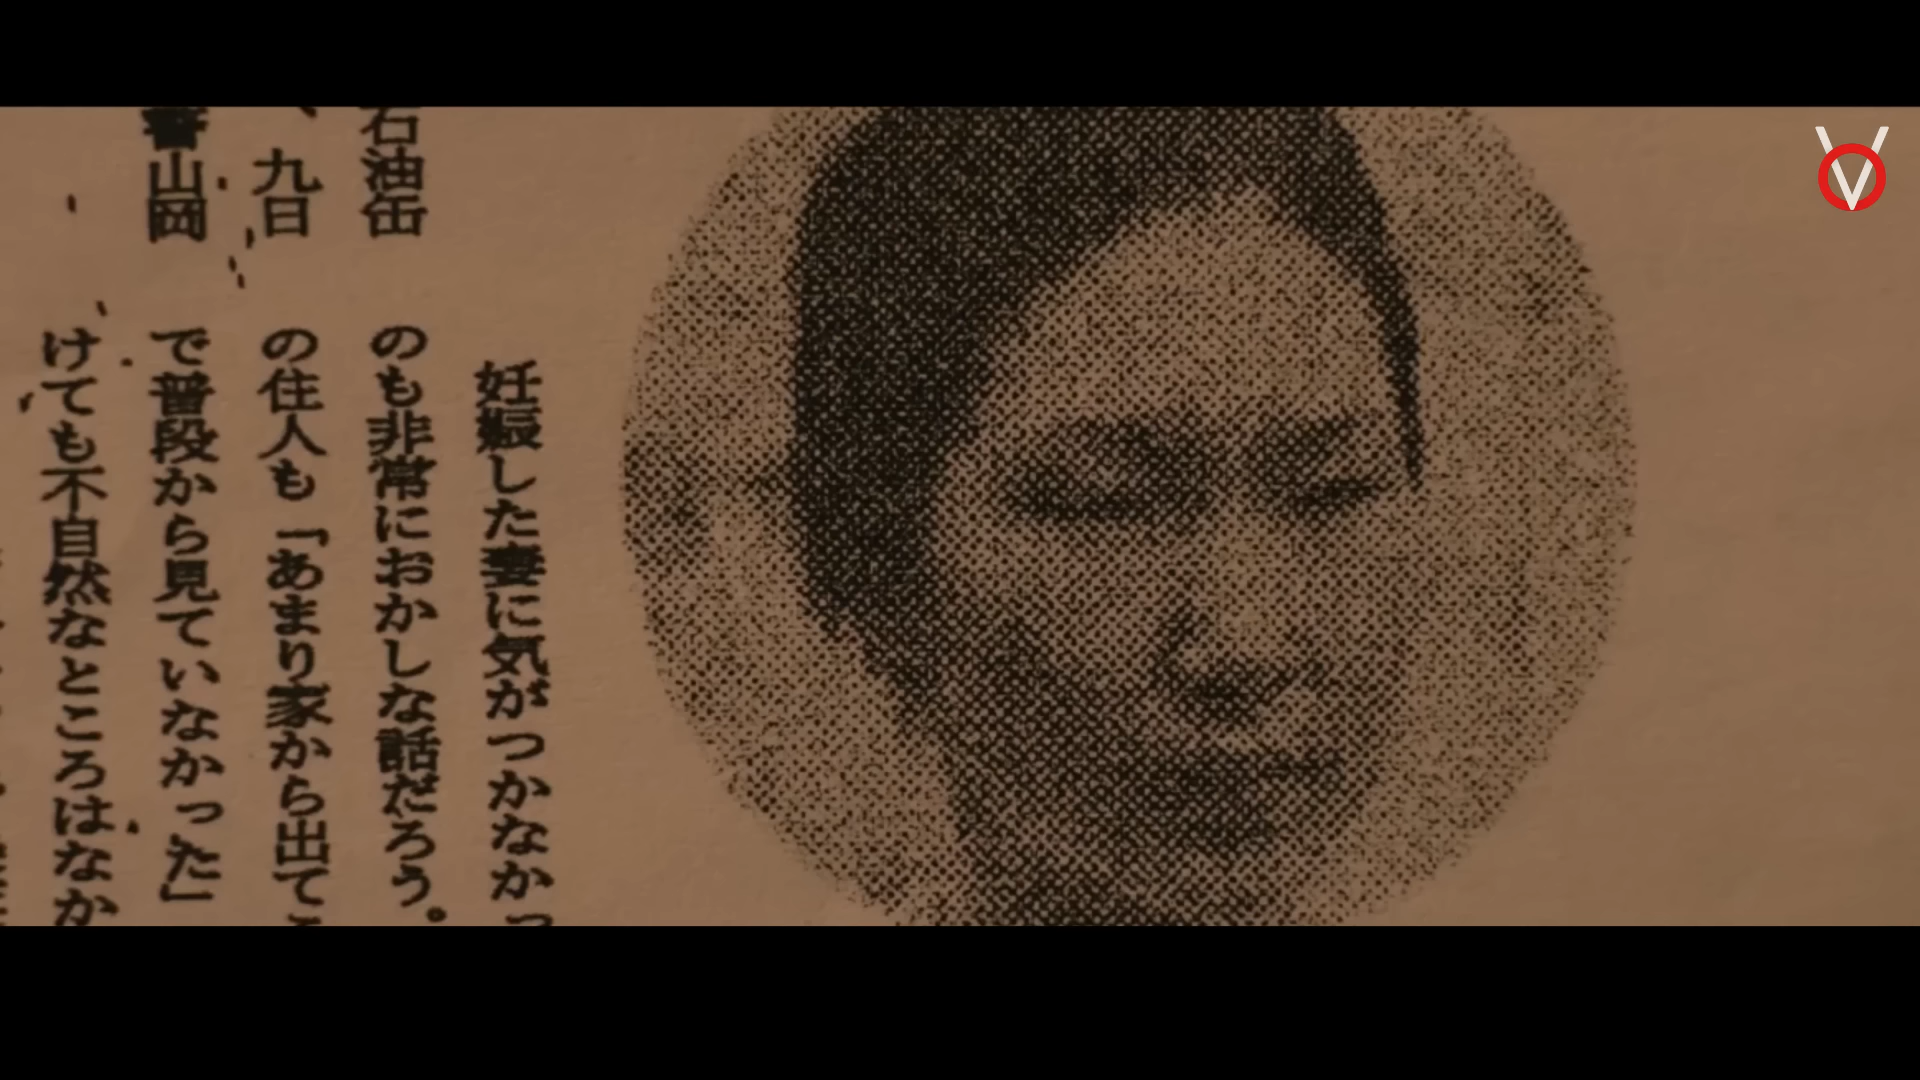 妊娠した妻に気がつかなかっ
のも非常におかしな話だろう。
の住人も「あまり家から出てこ
で普段から見ていなかった」
けても不自然なところはなか
石油缶
、九日
山岡
VO